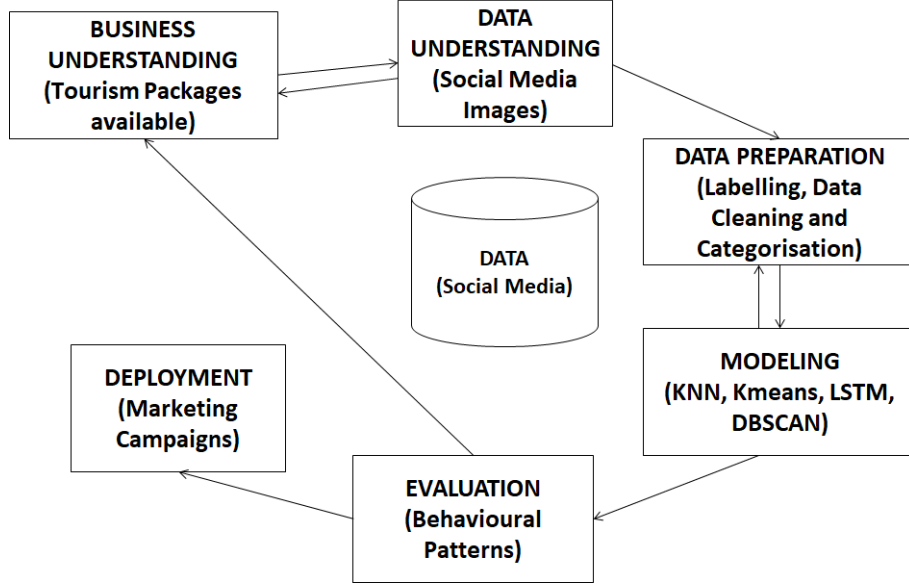 BUSINESS
UNDERSTANDING
(Tourism Packages
available)
DATA
UNDERSTANDING
(Social Media
Images)
DATA PREPARATION
(Labelling, Data
Cleaning and
Categorisation)
DATA
(Social Media)
MODELING
(KNN, Kmeans, LSTM,
DBSCAN)
EVALUATION
(Behavioural
Patterns)
DEPLOYMENT
(Marketing
Campaigns)